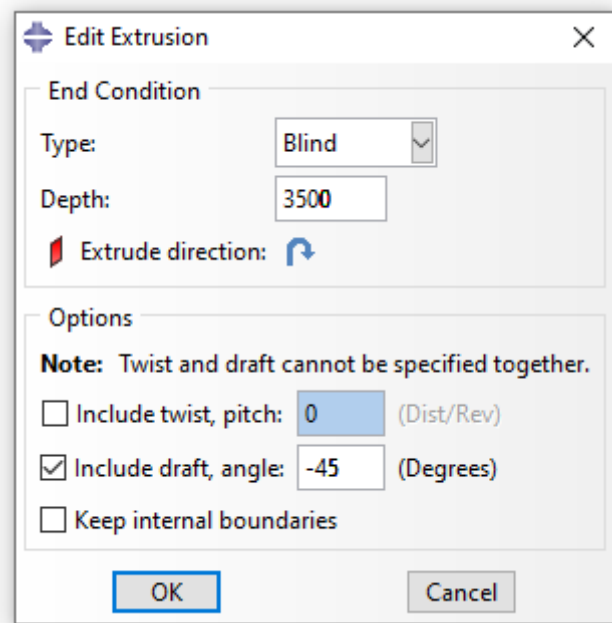 Edit Extrusion
End Condition
Type: Blind
Depth: 3500
Extrude direction:
Options
Note: Twist and draft cannot be specified together.
Include twist, pitch: 0 (Dist/Rev)
Include draft, angle: -45 (Degrees)
Keep internal boundaries
OK Cancel